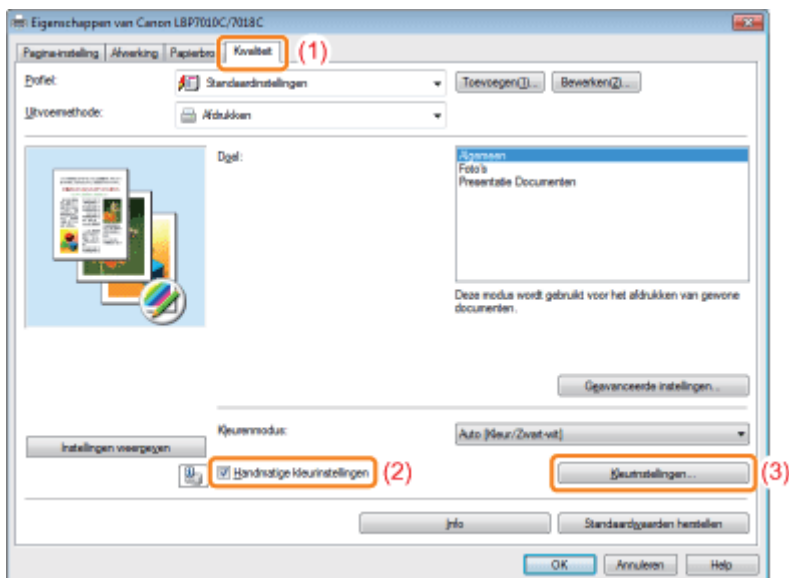 Eigenschappen van Canon LBP7010C/7018C
Pagina-instelling Afwerking Papierbro Kwaliteit (1)
Profiel: Standaardinstellingen Toevoegen(1)... Bewerken(2)...
Uitvoermethode: Afdrukken
Doel: Algemeen
Foto's
Presentatie Documenten
Deze modus wordt gebruikt voor het afdrukken van gewone
documenten.
Geavanceerde instellingen...
Kleurenmodus: Auto [Kleur/Zwart-wit]
Instellingen weergeven
Handmatige kleurinstellingen (2) Kleurinstellingen... (3)
Info Standaardwaarden herstellen
OK Annuleren Help